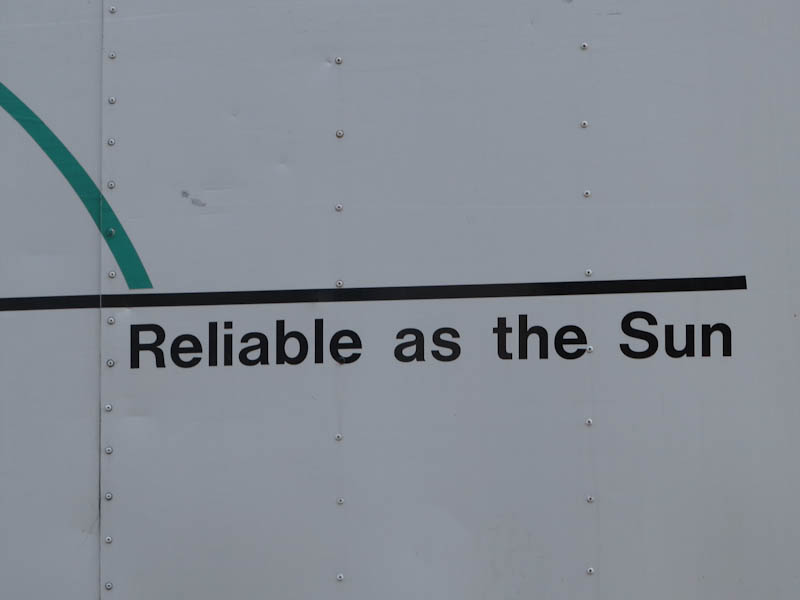 Reliable as the Sun